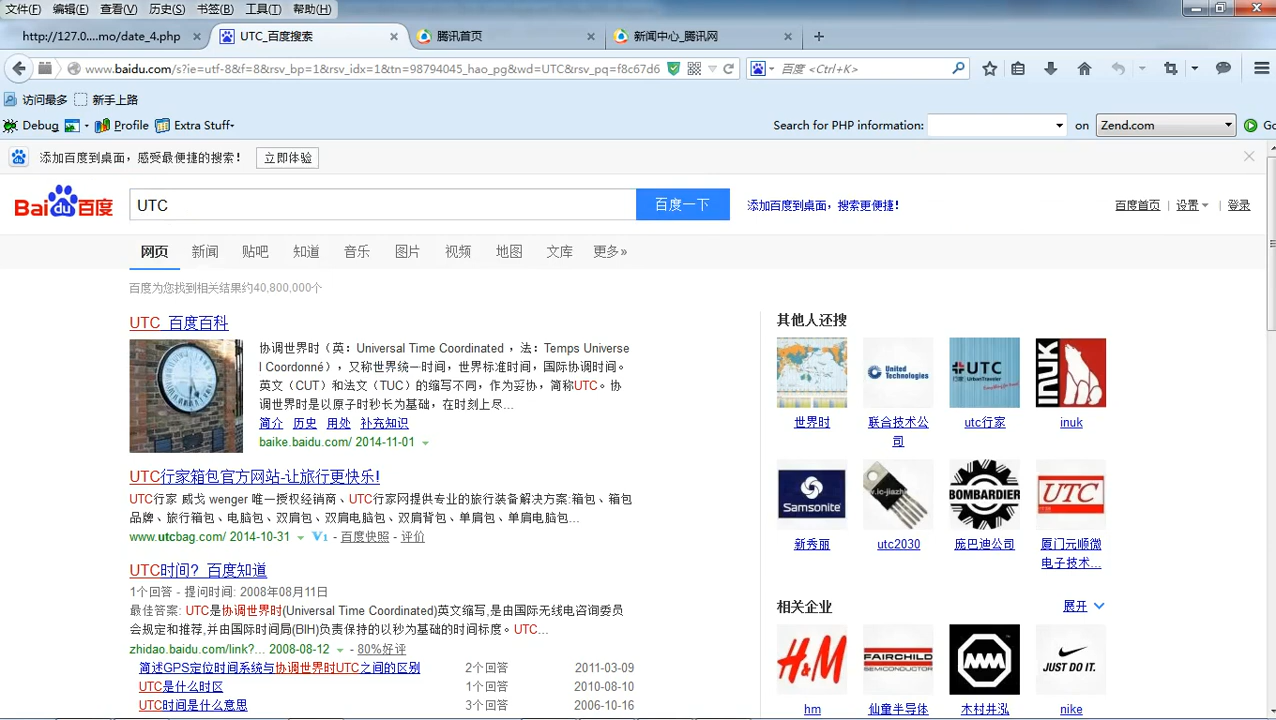 文件(F) 编辑(E) 查看(V) 历史(S) 书签(B) 工具(T) 帮助(H)
http://127.0....mo/date_4.php × UTC_百度搜索 × 腾讯首页 × 新闻中心_腾讯网 × +
www.baidu.com/s?ie=utf-8&f=8&rsv_bp=1&rsv_idx=1&tn=98794045_hao_pg&wd=UTC&rsv_pq=f8c67d6 百度 <Ctrl+K>
访问最多 新手上路
Debug Profile Extra Stuff Search for PHP information: on Zend.com Go
添加百度到桌面，感受最便捷的搜索！ 立即体验
Bai du 百度 UTC 百度一下 添加百度到桌面，搜索更便捷！ 百度首页 | 设置 | 登录
网页 新闻 贴吧 知道 音乐 图片 视频 地图 文库 更多»
百度为您找到相关结果约40,800,000个
UTC_百度百科
协调世界时（英：Universal Time Coordinated ，法：Temps Universe
l Coordonné），又称世界统一时间，世界标准时间，国际协调时间。
英文（CUT）和法文（TUC）的缩写不同，作为妥协，简称UTC。协
调世界时是以原子时秒长为基础，在时刻上尽...
简介 历史 用处 补充知识
baike.baidu.com/ 2014-11-01
UTC行家箱包官方网站-让旅行更快乐!
UTC行家 威戈 wenger 唯一授权经销商、UTC行家网提供专业的旅行装备解决方案:箱包、箱包
品牌、旅行箱包、电脑包、双肩包、双肩电脑包、双肩背包、单肩包、单肩电脑包...
www.utcbag.com/ 2014-10-31 V1 - 百度快照 - 评价
UTC时间？_百度知道
1个回答 - 提问时间: 2008年08月11日
最佳答案: UTC是协调世界时(Universal Time Coordinated)英文缩写,是由国际无线电咨询委员
会规定和推荐,并由国际时间局(BIH)负责保持的以秒为基础的时间标度。UTC...
zhidao.baidu.com/link?... 2008-08-12 - 80%好评
简述GPS时间时间系统与协调世界时UTC之间的区别 2个回答 2011-03-09
UTC是什么时区 1个回答 2010-08-10
UTC时间是什么意思 3个回答 2006-10-16
其他人还搜
United Technologies
UTC 行家 UrbanTraveler
INUK
世界时 联合技术公 utc行家 inuk
司
Samsonite
BOMBARDIER
UTC
新秀丽 utc2030 庞巴迪公司 厦门元顺微
电子技术...
相关企业 展开
H&M
FAIRCHILD
SEMICONDUCTOR
JUST DO IT.
hm 仙童半导体 木村井泓 nike